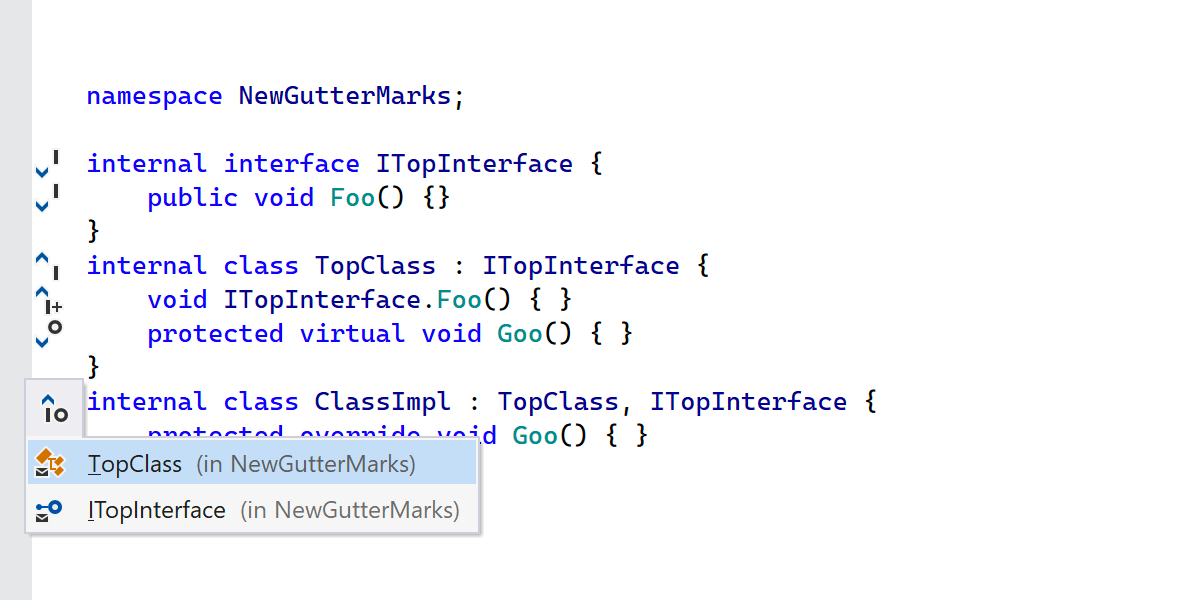 namespace NewGutterMarks;
internal interface ITopInterface {
public void Foo() {}
}
internal class TopClass : ITopInterface {
void ITopInterface.Foo() { }
protected virtual void Goo() { }
}
internal class ClassImpl : TopClass, ITopInterface {
protected override void Goo() { }
TopClass (in NewGutterMarks)
ITopInterface (in NewGutterMarks)